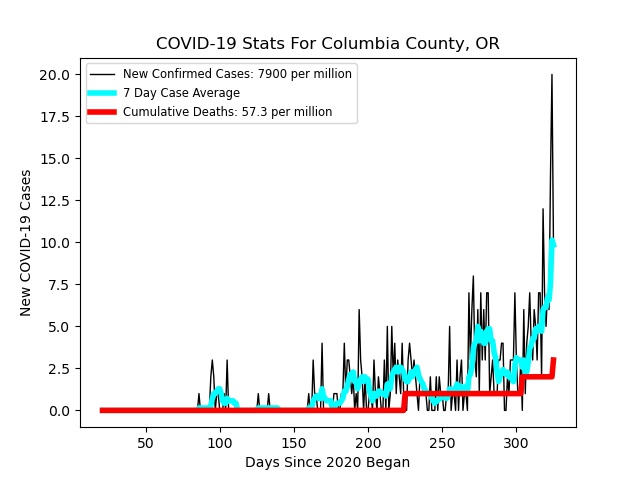 COVID-19 Stats For Columbia County, OR
New Confirmed Cases: 7900 per million
7 Day Case Average
Cumulative Deaths: 57.3 per million
New COVID-19 Cases
20.0
17.5
15.0
12.5
10.0
7.5
5.0
2.5
0.0
50 100 150 200 250 300
Days Since 2020 Began